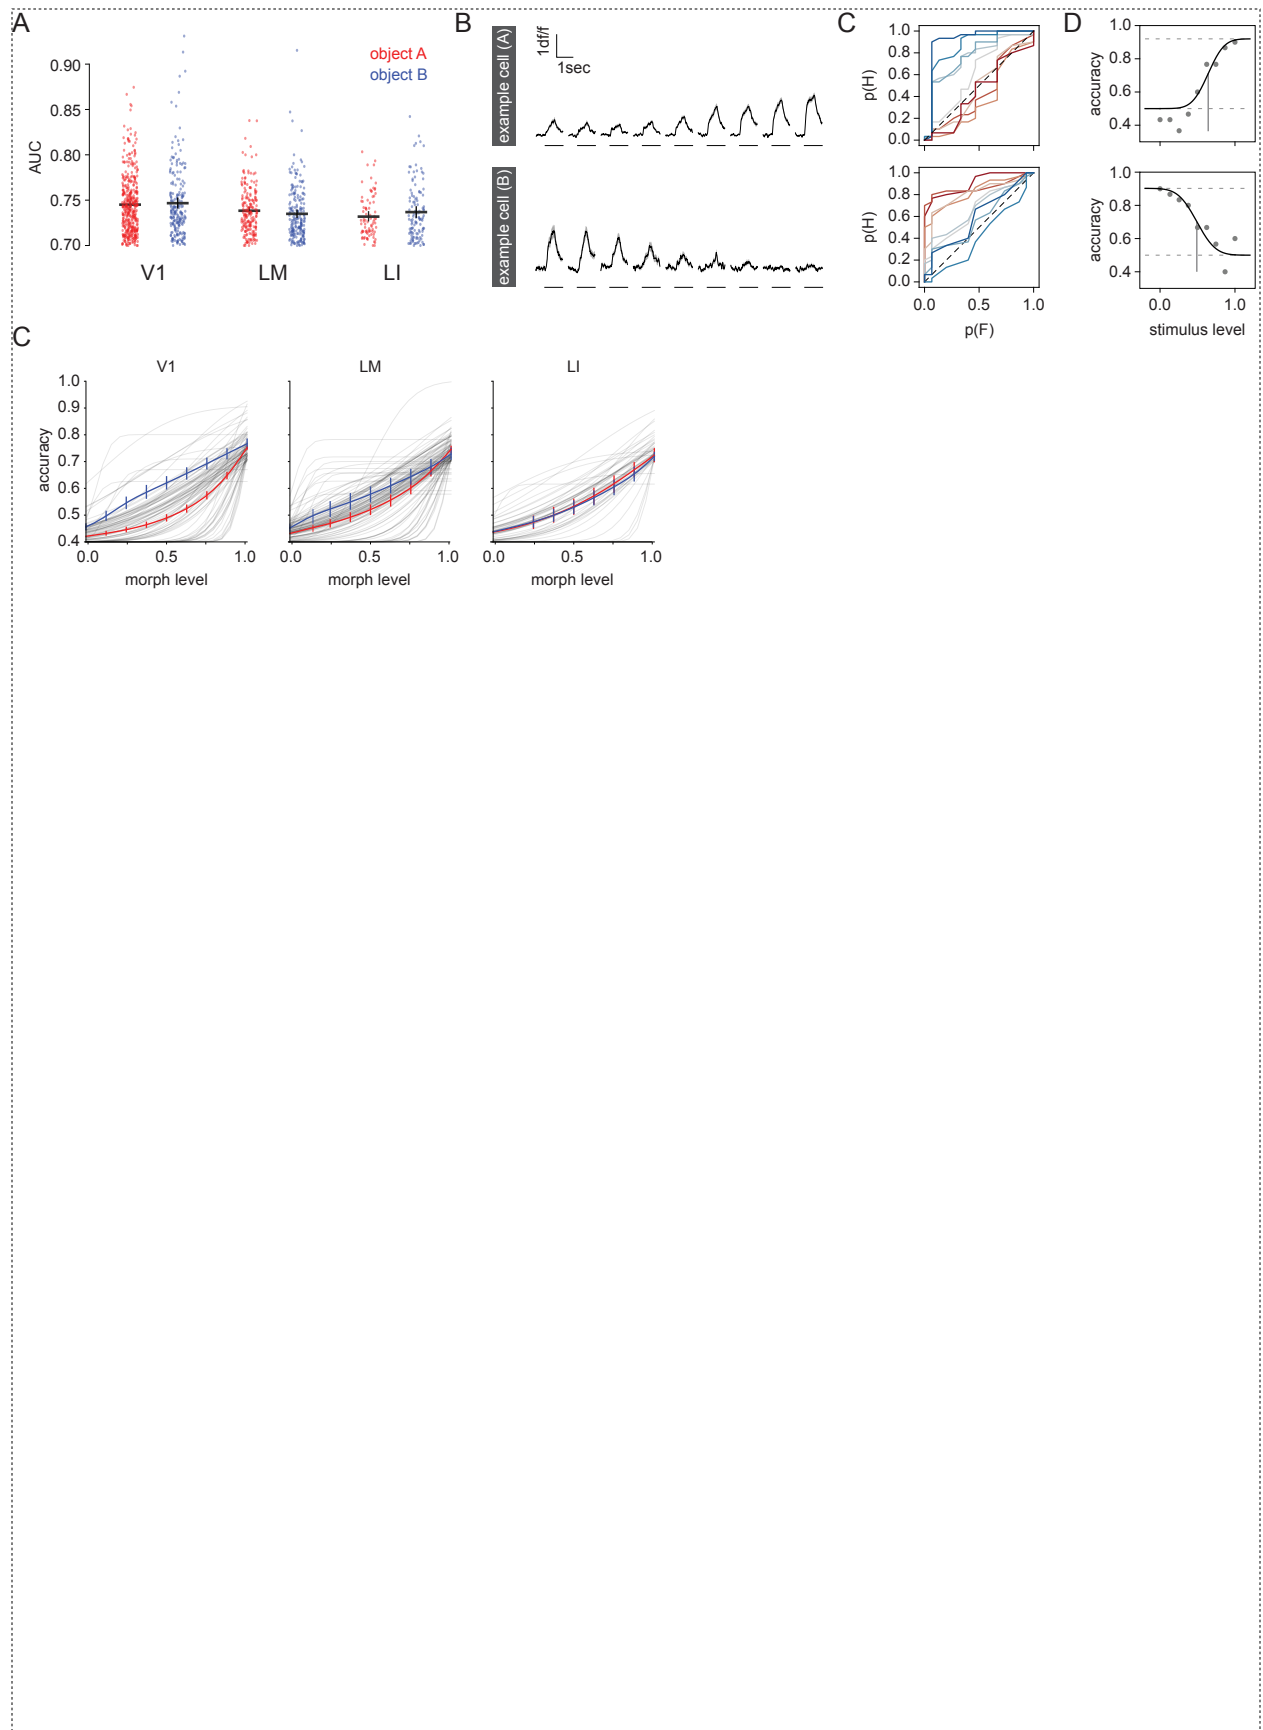 A
object A
object B
AUC
0.90
0.85
0.80
0.75
0.70
V1
LM
LI
B
example cell (A)
1df/f
1sec
example cell (B)
C
p(H)
1.0
0.8
0.6
0.4
0.2
0.0
p(H)
1.0
0.8
0.6
0.4
0.2
0.0
0.0
0.5
1.0
p(F)
D
accuracy
1.0
0.8
0.6
0.4
accuracy
1.0
0.8
0.6
0.4
0.0
1.0
stimulus level
C
V1
LM
LI
accuracy
1.0
0.9
0.8
0.7
0.6
0.5
0.4
0.0
0.5
1.0
morph level
0.0
0.5
1.0
morph level
0.0
0.5
1.0
morph level